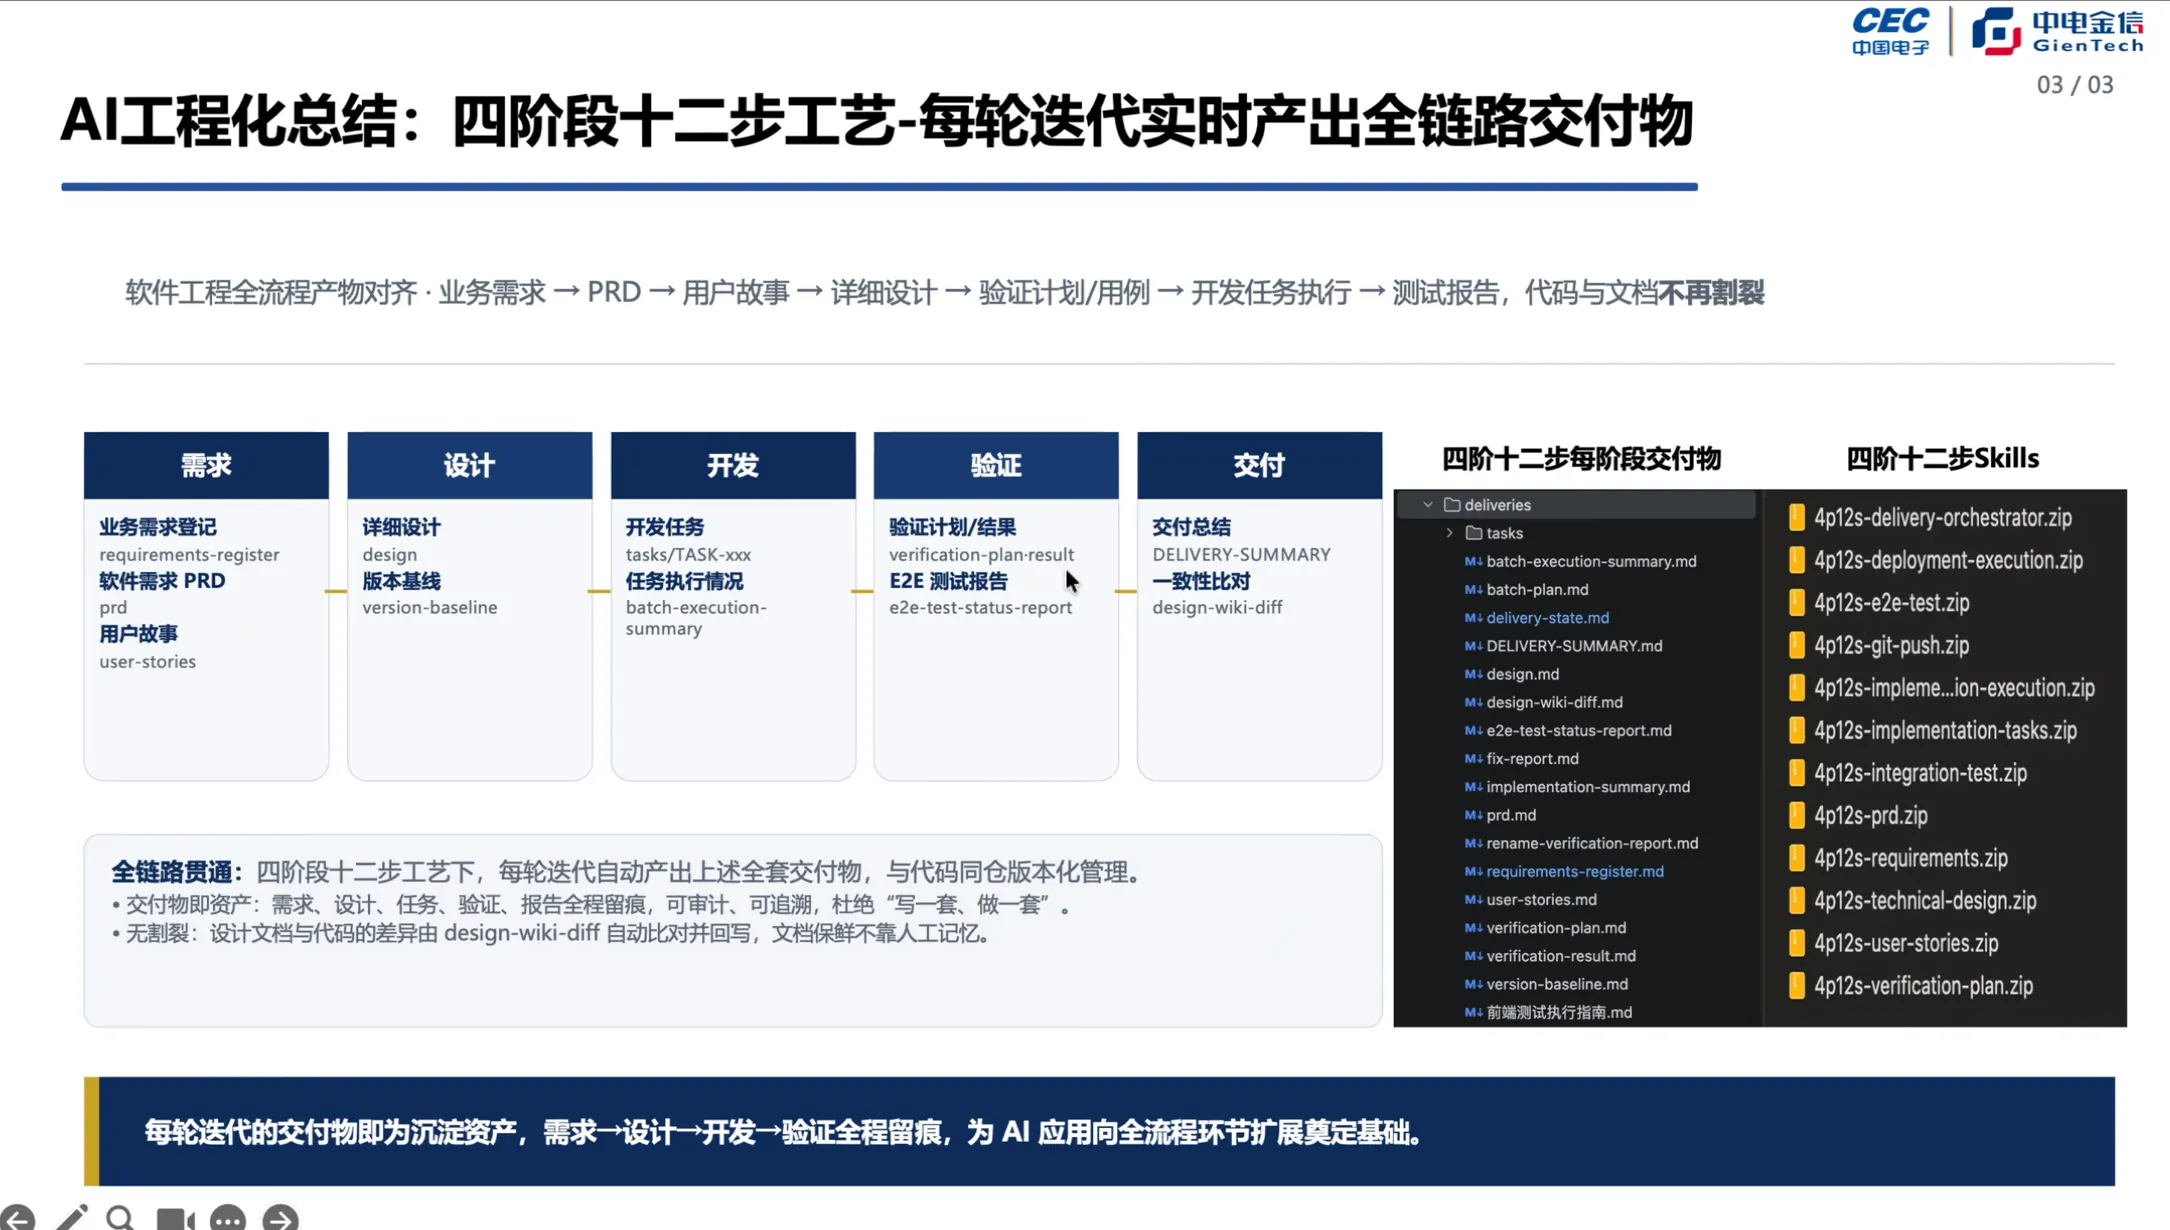 CEC
中国电子
中电金信
GienTech
03 / 03
AI工程化总结：四阶段十二步工艺-每轮迭代实时产出全链路交付物
软件工程全流程产物对齐 · 业务需求 → PRD → 用户故事 → 详细设计 → 验证计划/用例 → 开发任务执行 → 测试报告，代码与文档不再割裂
需求
业务需求登记
requirements-register
软件需求 PRD
prd
用户故事
user-stories
设计
详细设计
design
版本基线
version-baseline
开发
开发任务
tasks/TASK-xxx
任务执行情况
batch-execution-
summary
验证
验证计划/结果
verification-plan·result
E2E 测试报告
e2e-test-status-report
交付
交付总结
DELIVERY-SUMMARY
一致性比对
design-wiki-diff
四阶十二步每阶段交付物
deliveries
tasks
batch-execution-summary.md
batch-plan.md
delivery-state.md
DELIVERY-SUMMARY.md
design.md
design-wiki-diff.md
e2e-test-status-report.md
fix-report.md
implementation-summary.md
prd.md
rename-verification-report.md
requirements-register.md
user-stories.md
verification-plan.md
verification-result.md
version-baseline.md
前端测试执行指南.md
四阶十二步Skills
4p12s-delivery-orchestrator.zip
4p12s-deployment-execution.zip
4p12s-e2e-test.zip
4p12s-git-push.zip
4p12s-impleme...ion-execution.zip
4p12s-implementation-tasks.zip
4p12s-integration-test.zip
4p12s-prd.zip
4p12s-requirements.zip
4p12s-technical-design.zip
4p12s-user-stories.zip
4p12s-verification-plan.zip
全链路贯通：四阶段十二步工艺下，每轮迭代自动产出上述全套交付物，与代码同仓版本化管理。
• 交付物即资产：需求、设计、任务、验证、报告全程留痕，可审计、可追溯，杜绝“写一套、做一套”。
• 无割裂：设计文档与代码的差异由 design-wiki-diff 自动比对并回写，文档保鲜不靠人工记忆。
每轮迭代的交付物即为沉淀资产，需求→设计→开发→验证全程留痕，为 AI 应用向全流程环节扩展奠定基础。